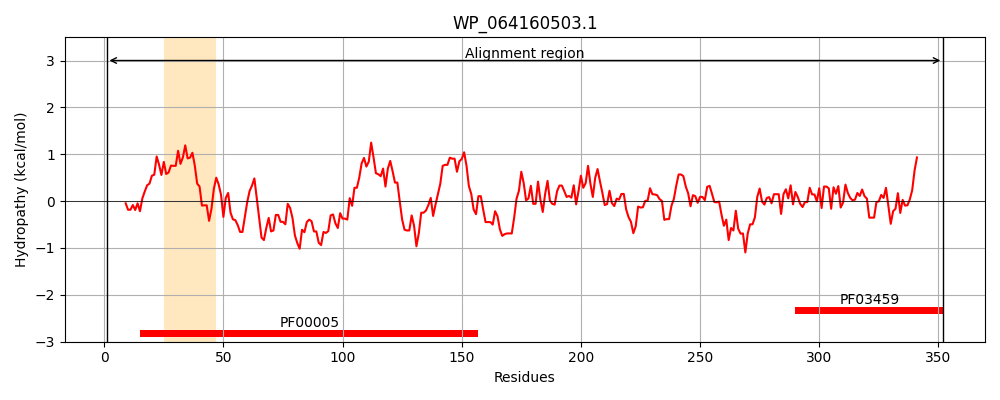 WP_064160503.1
Alignment region
Hydropathy (kcal/mol)
3
2
1
0
−1
−2
−3
PF03459
PF00005
0 50 100 150 200 250 300 350
Residues